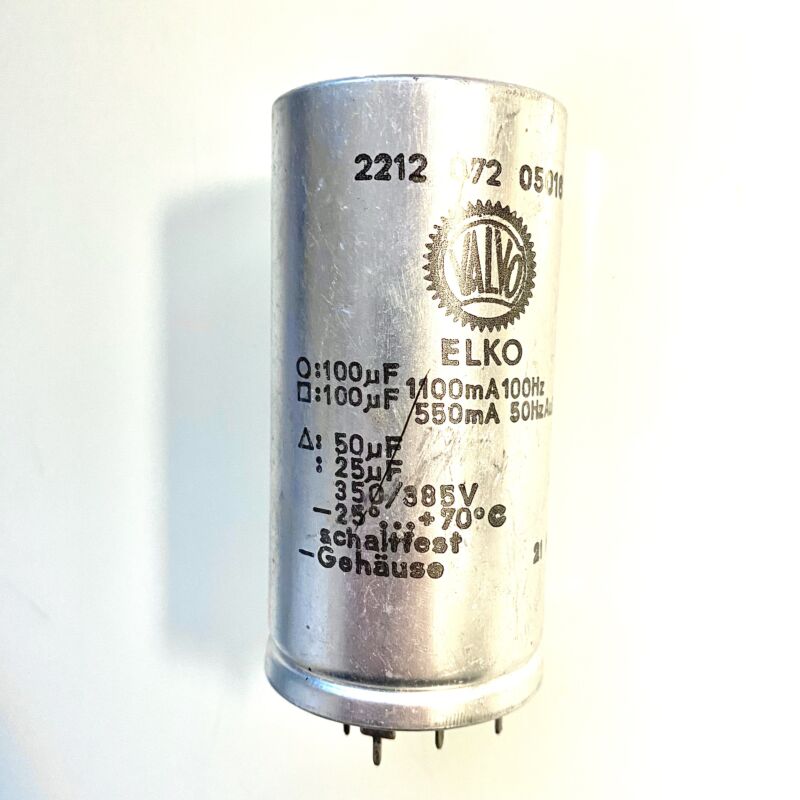 2212 072 05018
VALVO
ELKO
O:100µF
□:100µF 1100mA 100Hz
550mA 50Hz
Δ: 50µF
: 25µF
350/385V
-25°...+70°C
schaltfest
-Gehäuse